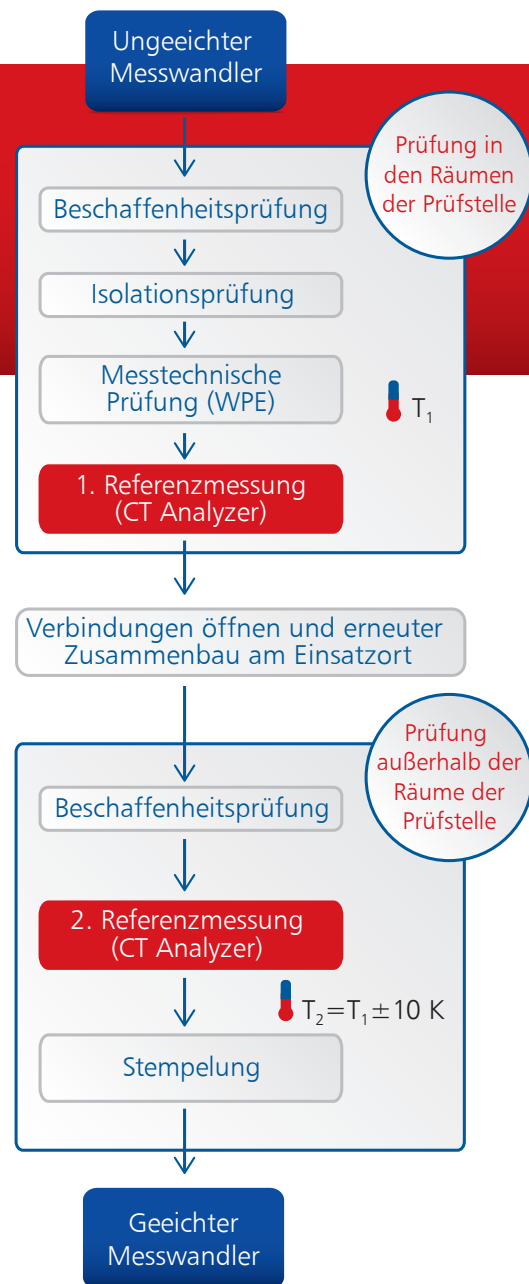 Ungeeichter
Messwandler
Prüfung in
den Räumen
der Prüfstelle
Beschaffenheitsprüfung
Isolationsprüfung
Messtechnische
Prüfung (WPE)
T₁
1. Referenzmessung
(CT Analyzer)
Verbindungen öffnen und erneuter
Zusammenbau am Einsatzort
Prüfung
außerhalb der
Räume der
Prüfstelle
Beschaffenheitsprüfung
2. Referenzmessung
(CT Analyzer)
T₂=T₁±10 K
Stempelung
Geeichter
Messwandler